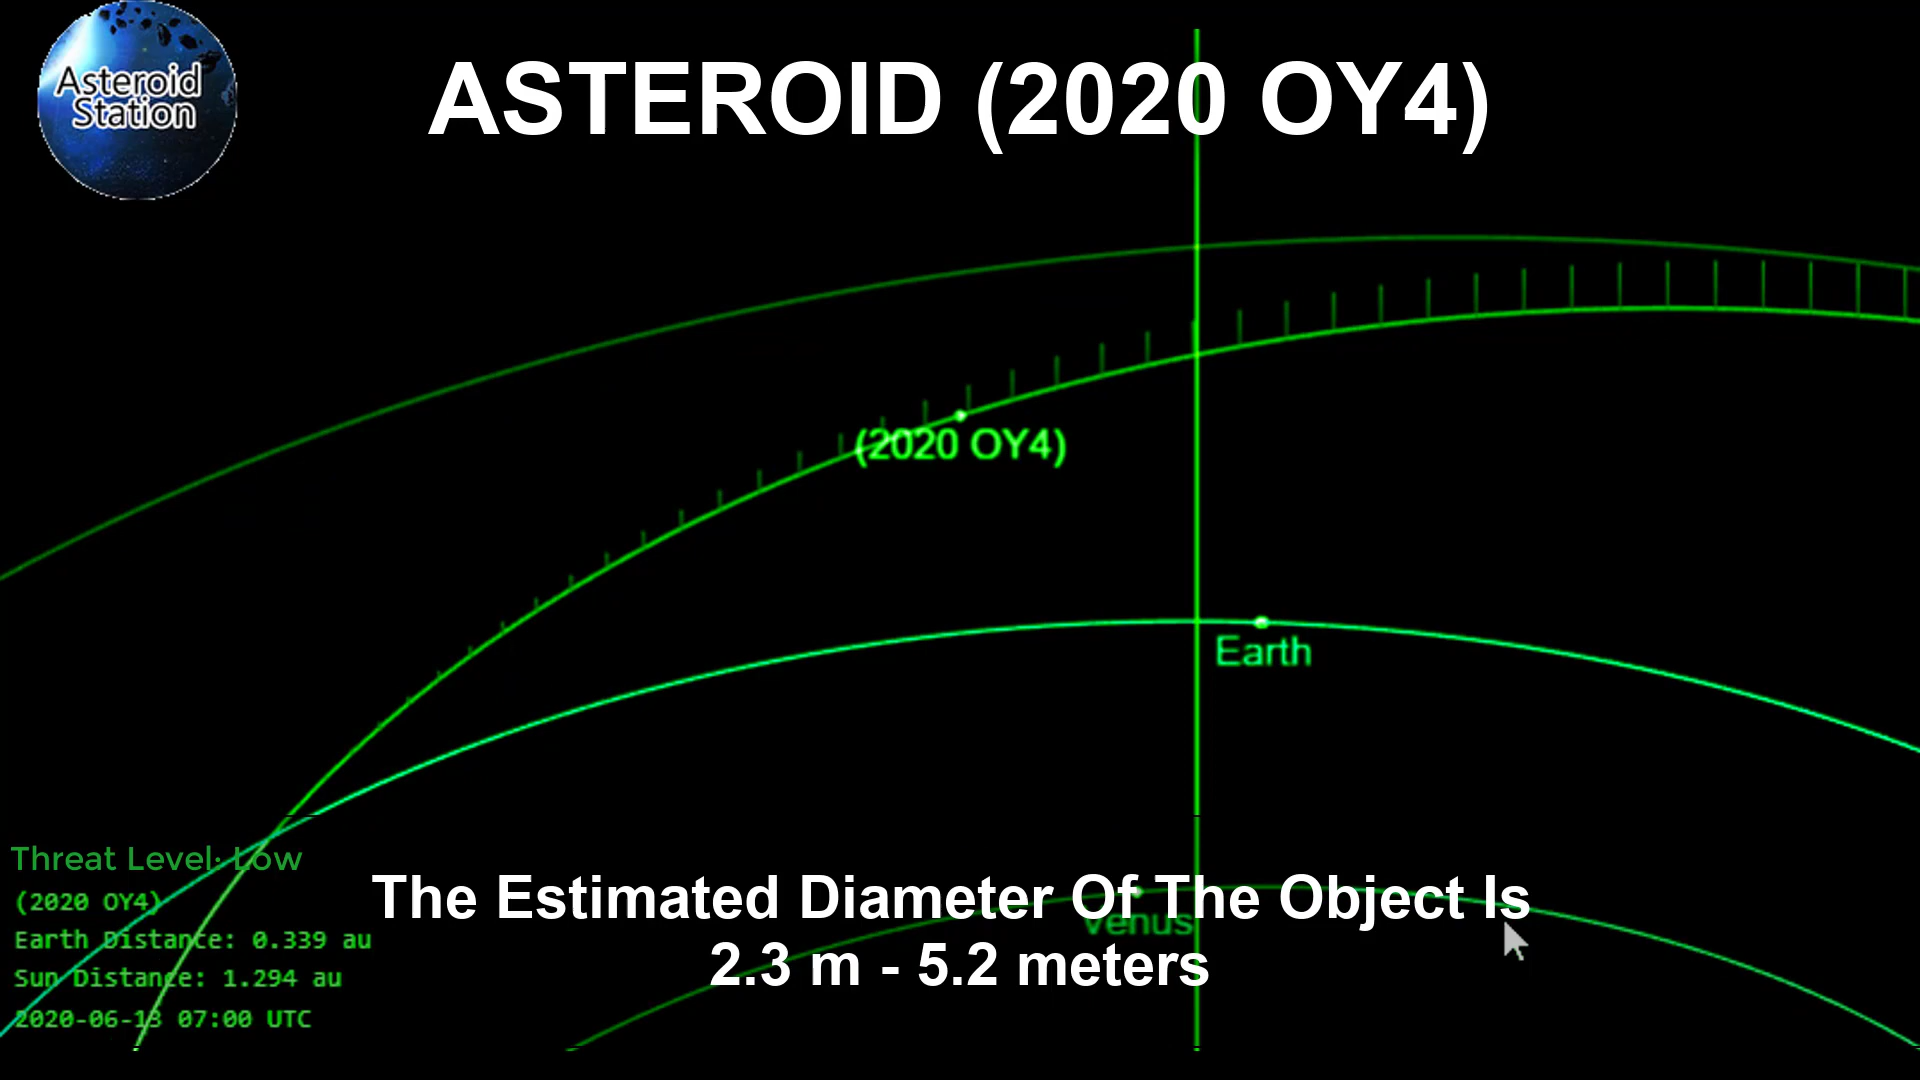 Asteroid
Station
ASTEROID (2020 OY4)
(2020 OY4)
Earth
Venus
Threat Level: Low
(2020 OY4)
Earth Distance: 0.339 au
Sun Distance: 1.294 au
2020-06-13 07:00 UTC
The Estimated Diameter Of The Object Is
2.3 m - 5.2 meters